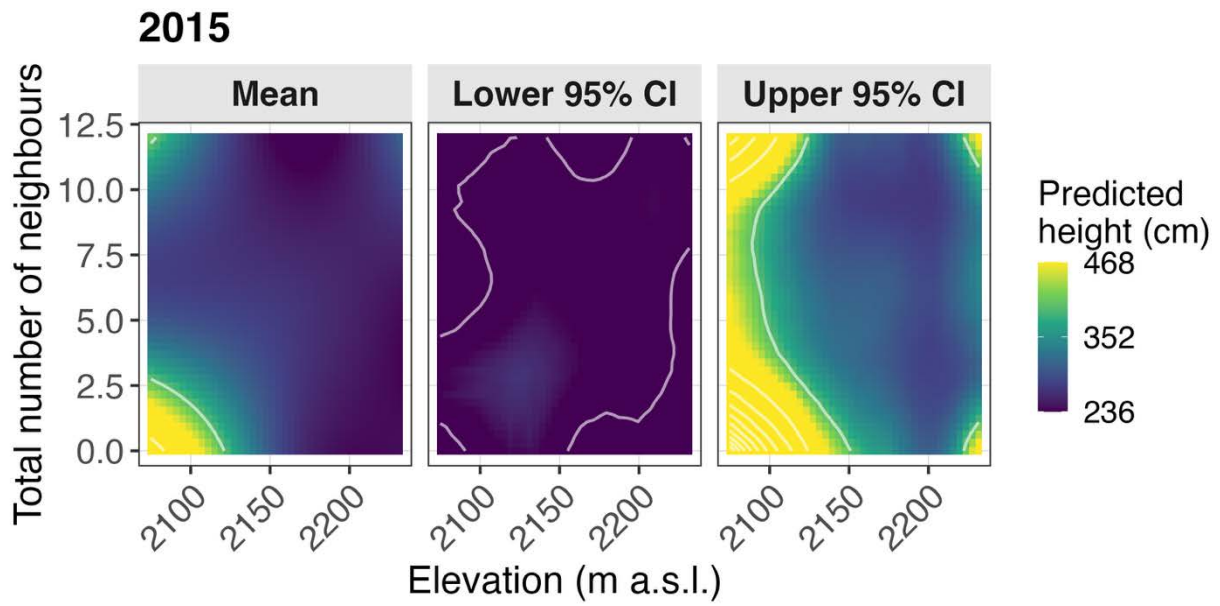 2015
Mean
Lower 95% CI
Upper 95% CI
Total number of neighbours
12.5
10.0
7.5
5.0
2.5
0.0
2100
2150
2200
2100
2150
2200
2100
2150
2200
Elevation (m a.s.l.)
Predicted
height (cm)
468
352
236